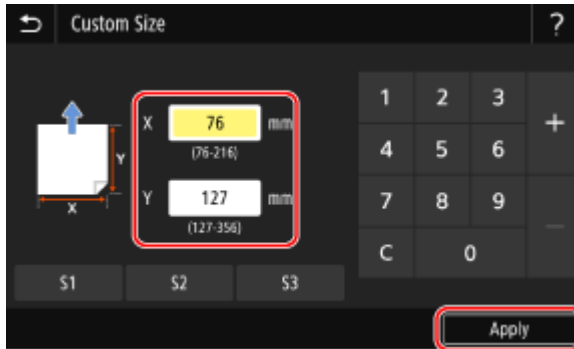 Custom Size ?
X 76 mm
(76-216)
Y 127 mm
(127-356)
Y
X
1 2 3 +
4 5 6
7 8 9 -
C 0
S1 S2 S3
Apply